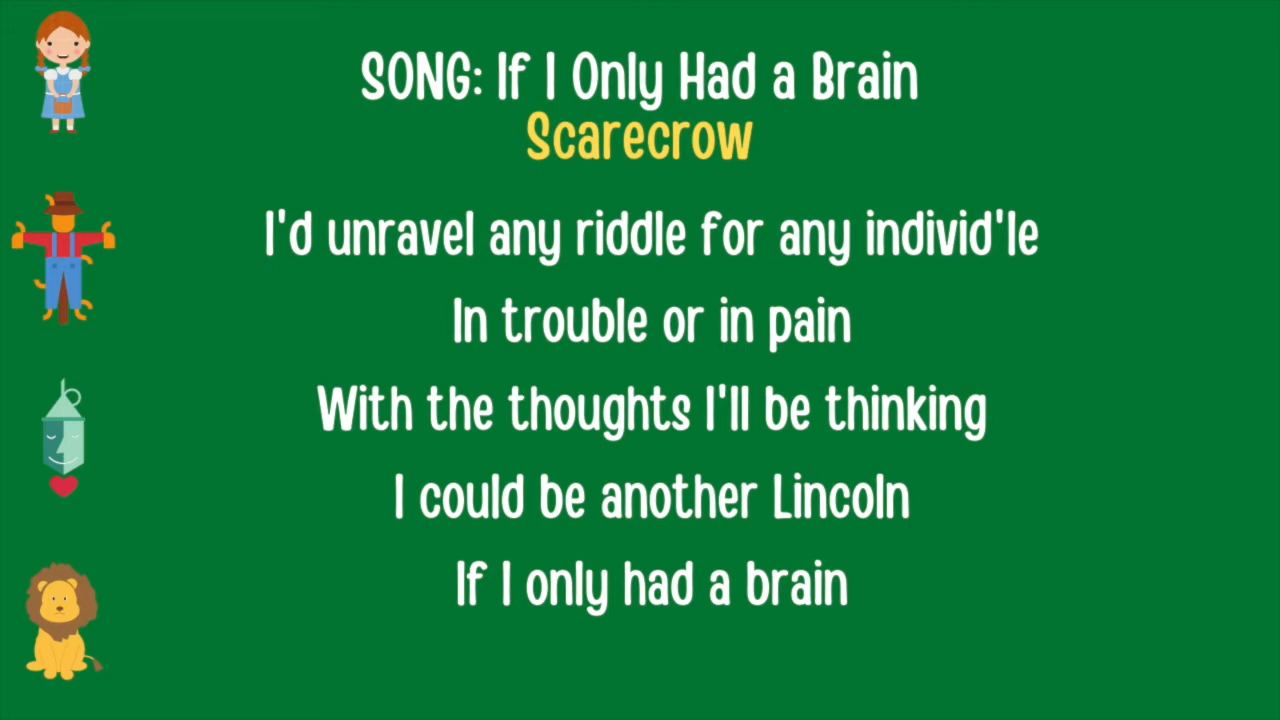 SONG: If I Only Had a Brain
Scarecrow
I'd unravel any riddle for any individ'le
In trouble or in pain
With the thoughts I'll be thinking
I could be another Lincoln
If I only had a brain